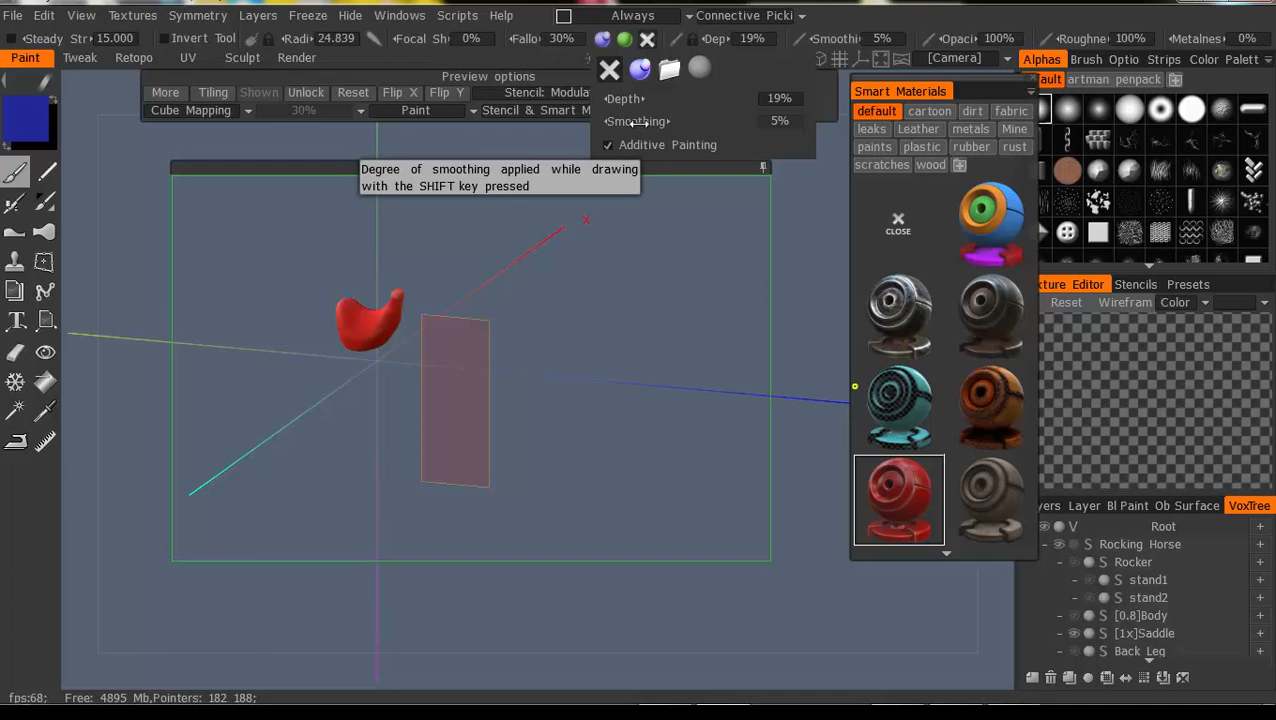 File Edit View Textures Symmetry Layers Freeze Hide Windows Scripts Help Always Connective Picki
Steady Str 15.000 Invert Tool Radi 24.839 Focal Sh 0% Fallo 30% Dep 19% Smoothi 5% Opaci 100% Roughne 100% Metalnes 0%
Paint Tweak Retopo UV Sculpt Render [Camera] Alphas Brush Optio Strips Color Palett
Preview options
More Tiling Shown Unlock Reset Flip X Flip Y Stencil: Modulat
Cube Mapping 30% Paint Stencil & Smart M
Depth 19%
Smoothing 5%
Additive Painting
Degree of smoothing applied while drawing
with the SHIFT key pressed
X
Smart Materials
default cartoon dirt fabric
leaks Leather metals Mine
paints plastic rubber rust
scratches wood
CLOSE
fault artman penpack
xture Editor Stencils Presets
Reset Wirefram Color
yers Layer Bl Paint Ob Surface VoxTree
V Root +
S Rocking Horse +
S Rocker +
S stand1 +
S stand2 +
S [0.8]Body +
S [1x]Saddle +
S Back Leg +
fps:68; Free: 4895 Mb,Pointers: 182 188;